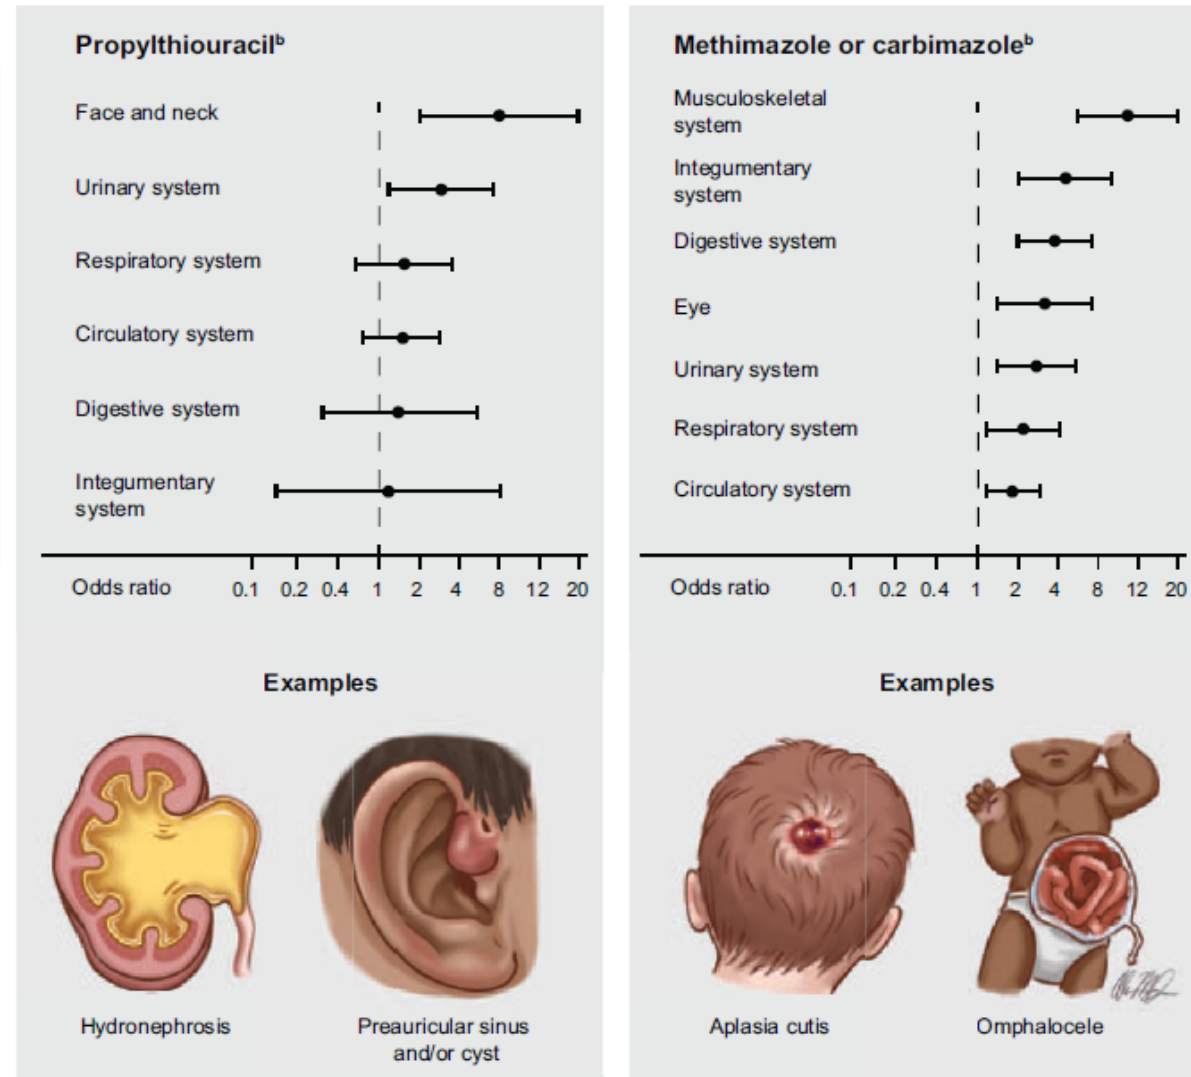 Propylthiouracilᵇ
Face and neck
Urinary system
Respiratory system
Circulatory system
Digestive system
Integumentary
system
Odds ratio 0.1 0.2 0.4 1 2 4 8 12 20
Examples
Hydronephrosis
Preauricular sinus
and/or cyst
Methimazole or carbimazoleᵇ
Musculoskeletal
system
Integumentary
system
Digestive system
Eye
Urinary system
Respiratory system
Circulatory system
Odds ratio 0.1 0.2 0.4 1 2 4 8 12 20
Examples
Aplasia cutis
Omphalocele